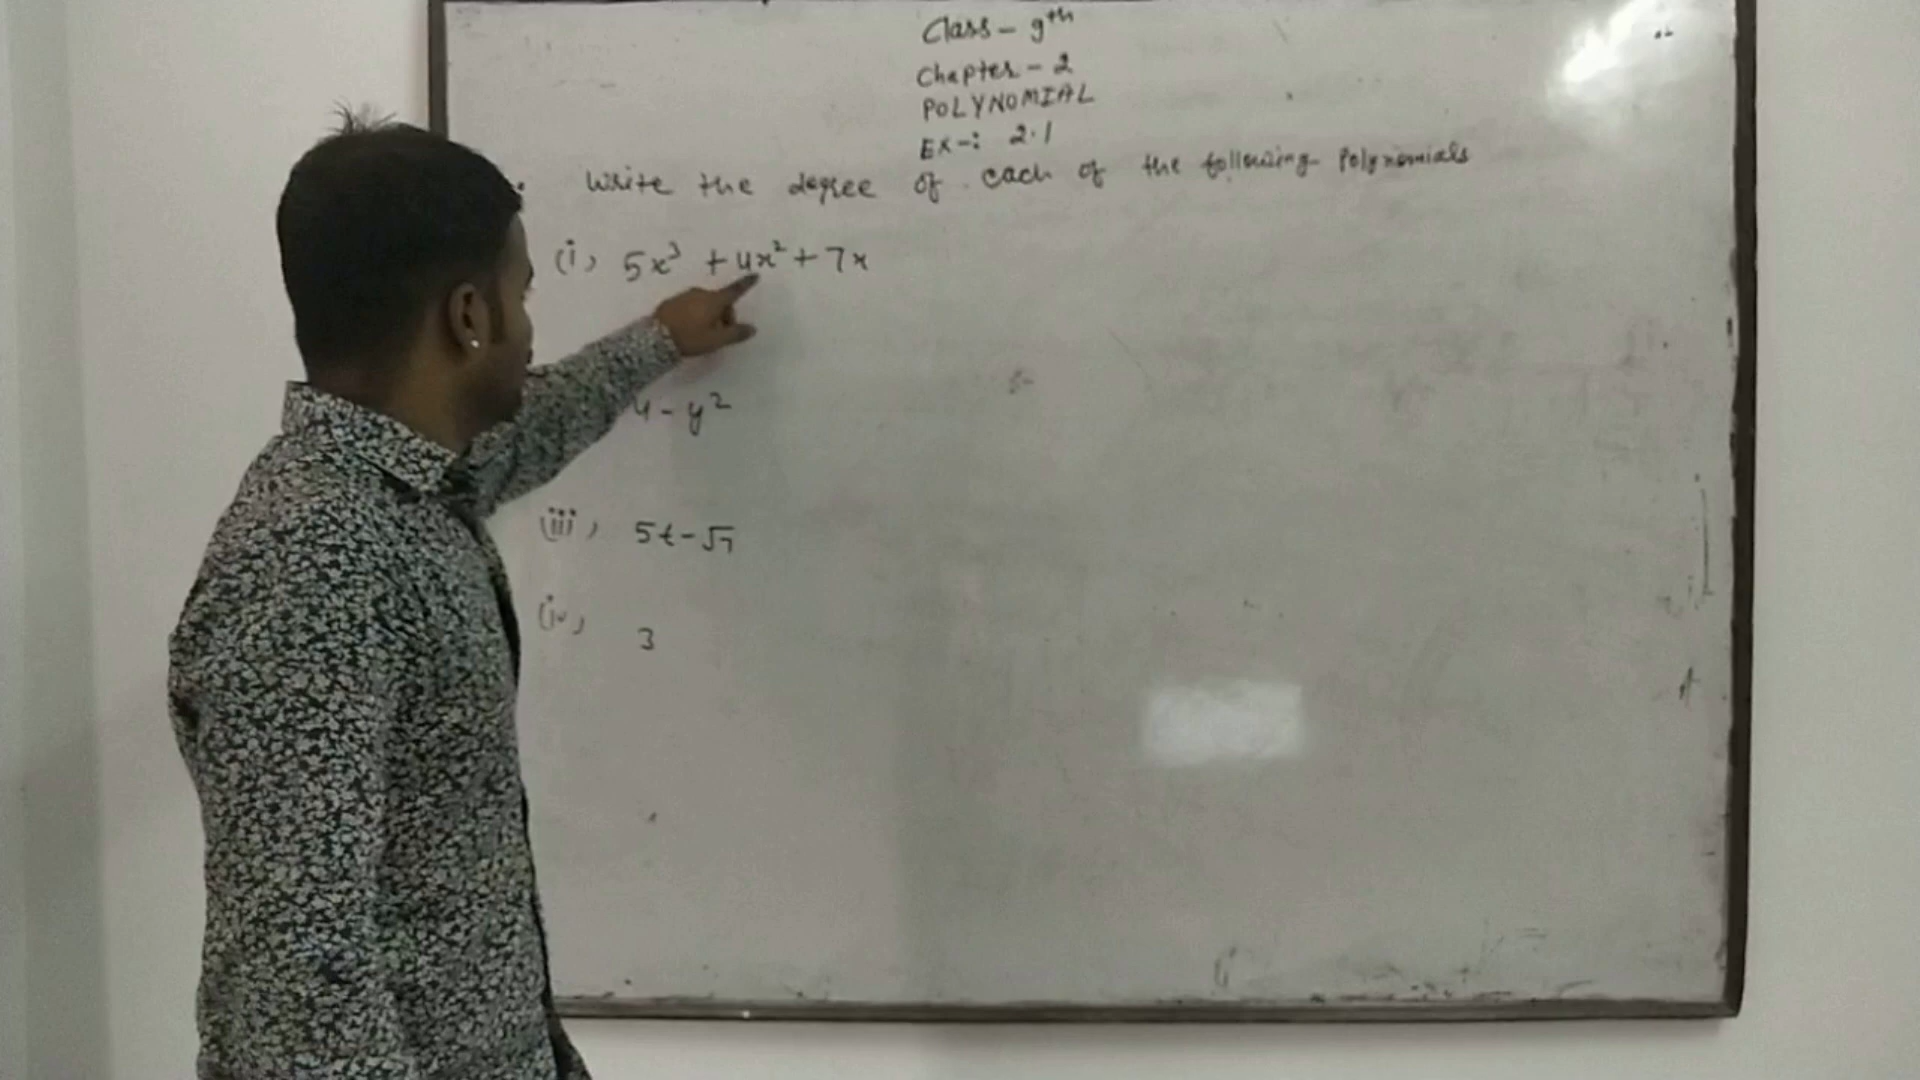 Class - 9th
Chapter - 2
POLYNOMIAL
EX-: 2.1
Write the degree of each of the following Polynomials
(i) 5x³ + 4x² + 7x
4 - y²
(iii) 5t - √7
(iv) 3